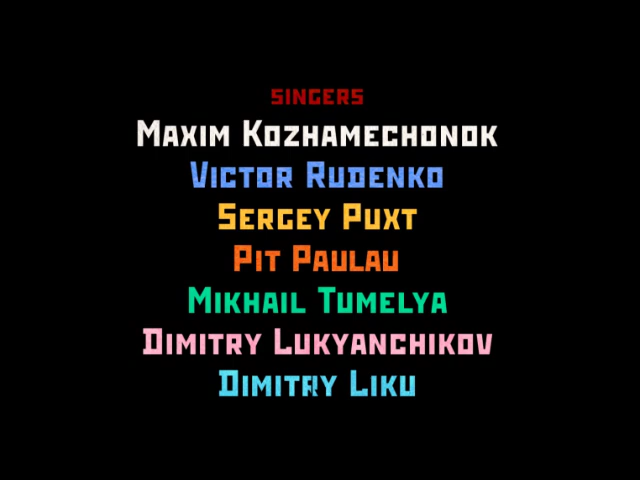 SINGERS
MAXIM KOZHAMECHONOK
VICTOR RUDENKO
SERGEY PUXT
PIT PAULAU
MIKHAIL TUMELYA
DIMITRY LUKYANCHIKOV
DIMITRY LIKU